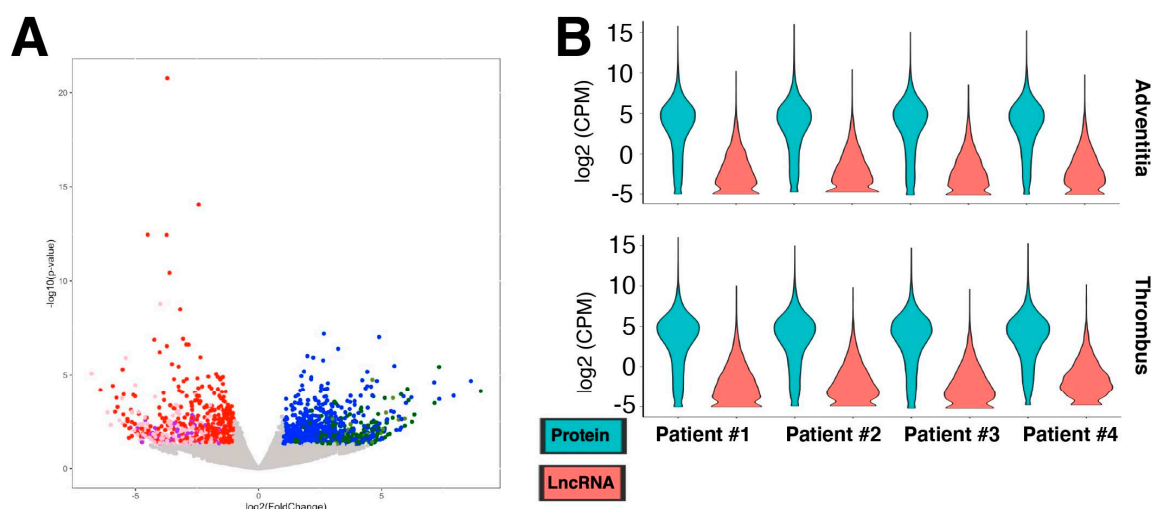 A
B
20
15
10
5
0
-log10(p-value)
-5
0
5
log2(FoldChange)
15
10
5
0
-5
log2 (CPM)
Adventitia
15
10
5
0
-5
log2 (CPM)
Thrombus
Patient #1
Patient #2
Patient #3
Patient #4
Protein
LncRNA